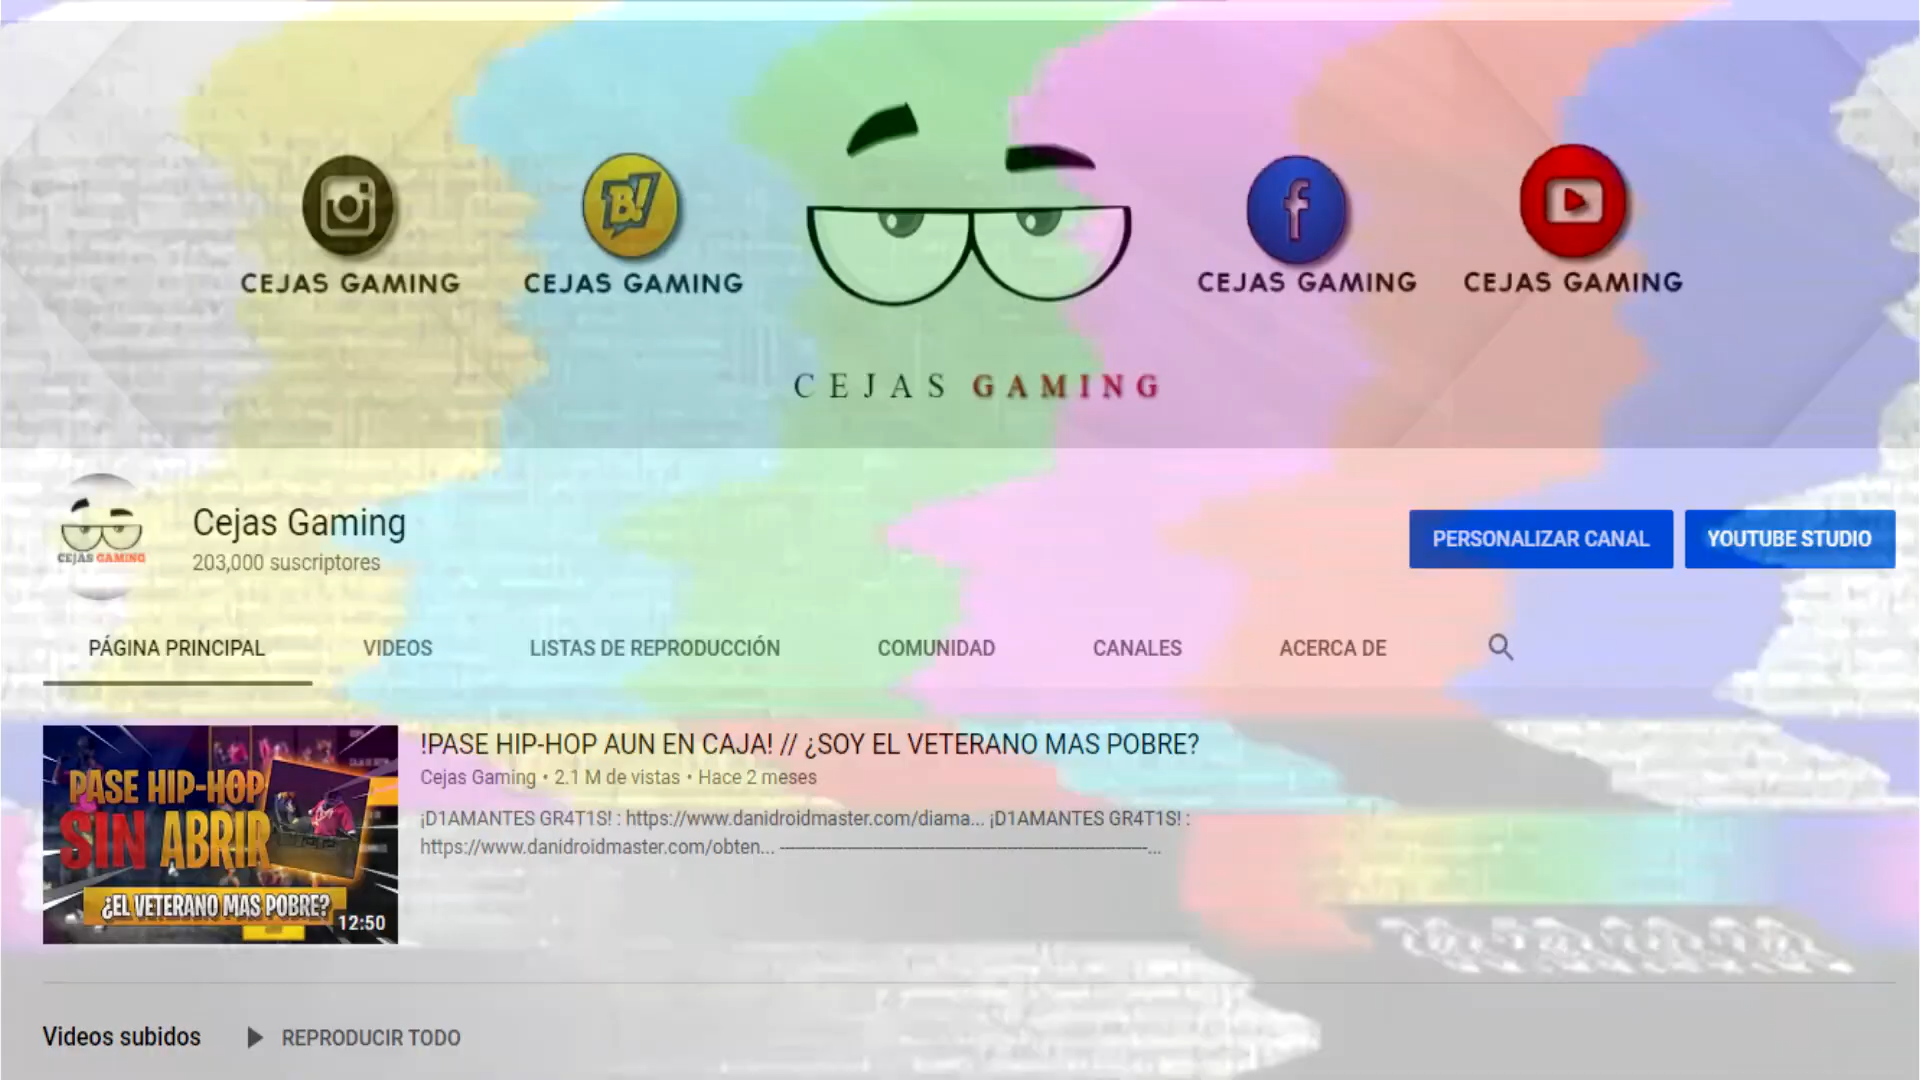 CEJAS GAMING
B!
CEJAS GAMING
CEJAS GAMING
CEJAS GAMING
CEJAS GAMING
CEJAS GAMING
Cejas Gaming
203,000 suscriptores
PERSONALIZAR CANAL
YOUTUBE STUDIO
PÁGINA PRINCIPAL
VIDEOS
LISTAS DE REPRODUCCIÓN
COMUNIDAD
CANALES
ACERCA DE
PASE HIP-HOP
SIN ABRIR
¿EL VETERANO MAS POBRE?
12:50
!PASE HIP-HOP AUN EN CAJA! // ¿SOY EL VETERANO MAS POBRE?
Cejas Gaming • 2.1 M de vistas • Hace 2 meses
¡D1AMANTES GR4T1S! : https://www.danidroidmaster.com/diama... ¡D1AMANTES GR4T1S! :
https://www.danidroidmaster.com/obten... ----------------------------------------------------------------------...
Videos subidos
REPRODUCIR TODO